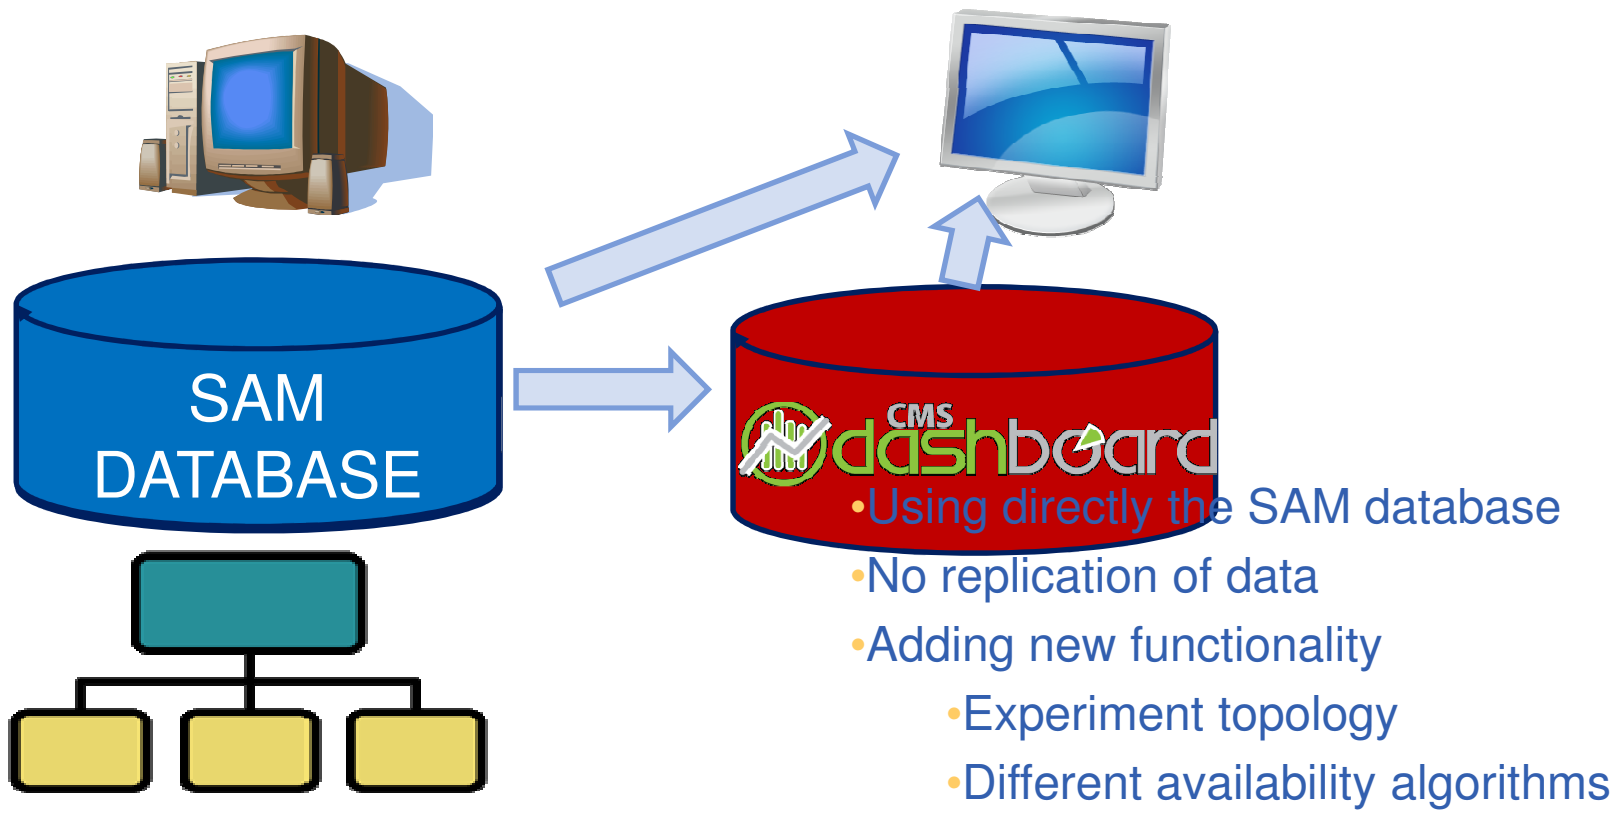 SAM
DATABASE
CMS
dashboard
•Using directly the SAM database
•No replication of data
•Adding new functionality
•Experiment topology
•Different availability algorithms